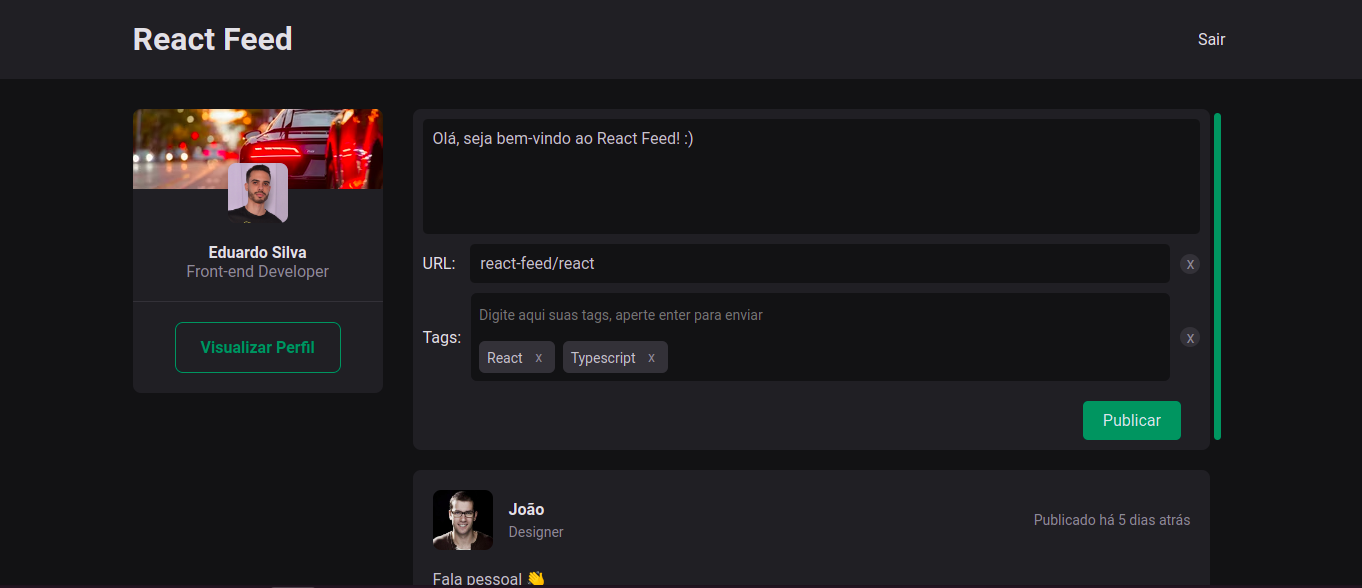 React Feed
Sair
Eduardo Silva
Front-end Developer
Visualizar Perfil
Olá, seja bem-vindo ao React Feed! :)
URL: react-feed/react x
Tags: Digite aqui suas tags, aperte enter para enviar x
React x Typescript x
Publicar
João
Designer
Publicado há 5 dias atrás
Fala pessoal 👋